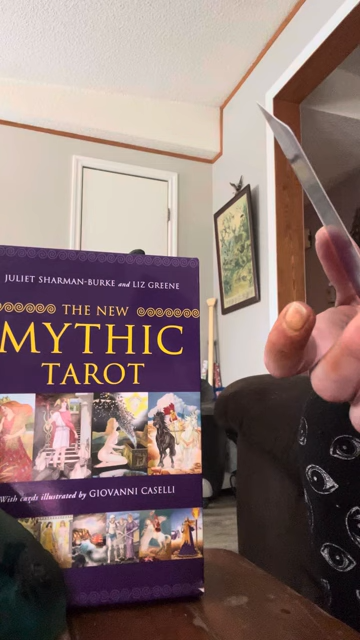 JULIET SHARMAN-BURKE and LIZ GREENE
THE NEW
MYTHIC
TAROT
With cards illustrated by GIOVANNI CASELLI